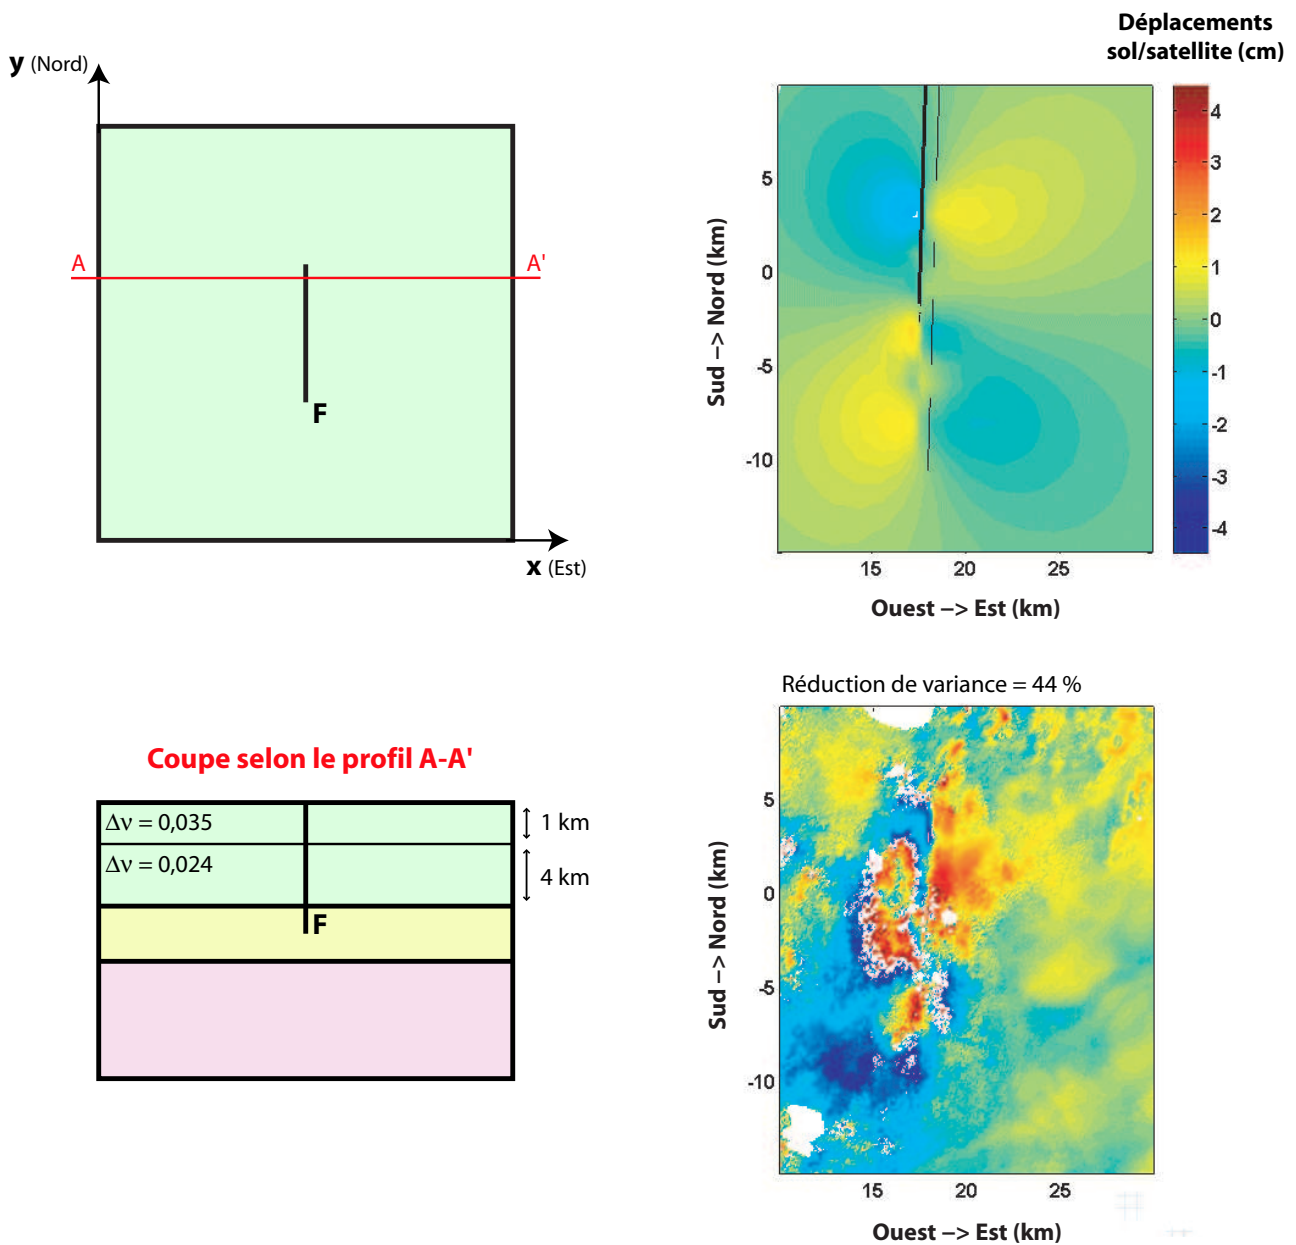 y (Nord)
A
A'
F
x (Est)
Déplacements
sol/satellite (cm)
4
3
2
1
0
-1
-2
-3
-4
5
0
-5
-10
Sud –> Nord (km)
15 20 25
Ouest –> Est (km)
Coupe selon le profil A-A'
Δν = 0,035
1 km
Δν = 0,024
4 km
F
Réduction de variance = 44 %
5
0
-5
-10
Sud –> Nord (km)
15 20 25
Ouest –> Est (km)